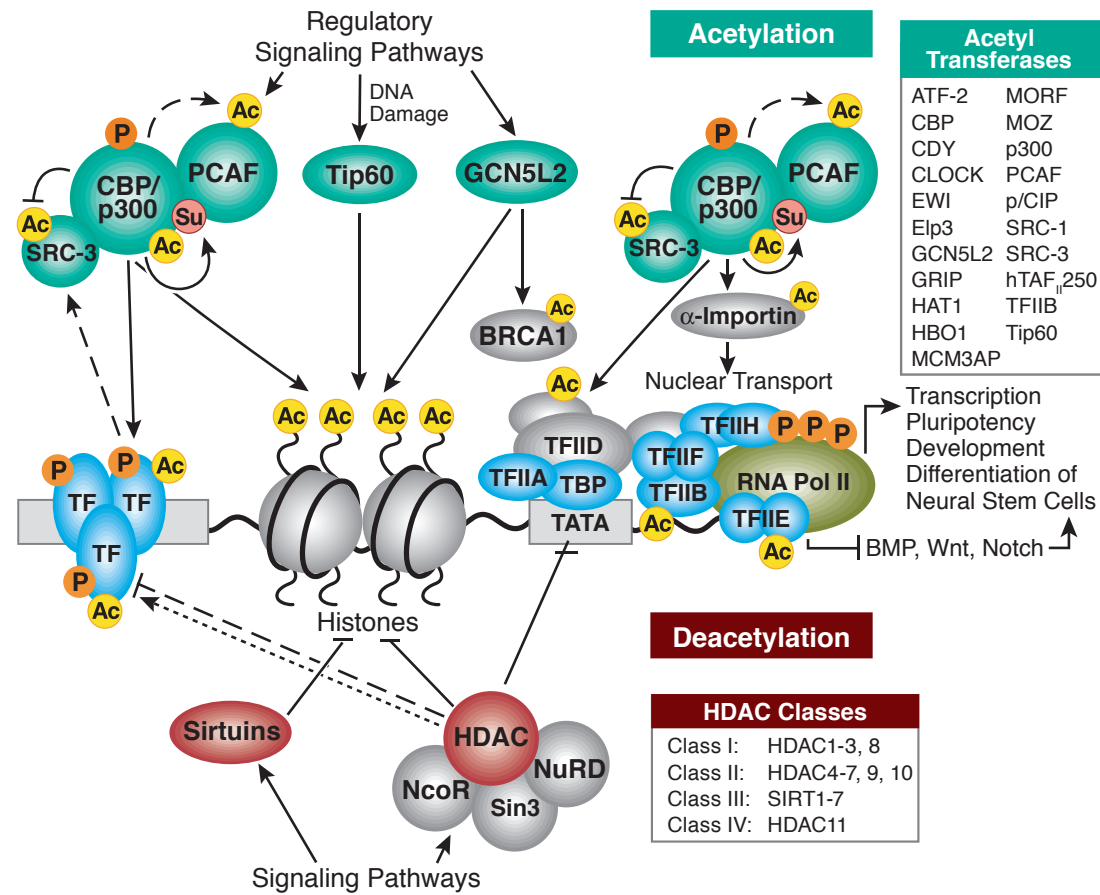 Regulatory
Signaling Pathways
DNA
Damage
Ac
P
CBP/
p300
PCAF
Ac
SRC-3
Su
Ac
Tip60
GCN5L2
Ac
BRCA1
Acetylation
Ac
P
CBP/
p300
PCAF
Ac
SRC-3
Su
Ac
Ac
α-Importin
Nuclear Transport
Acetyl
Transferases
ATF-2 MORF
CBP MOZ
CDY p300
CLOCK PCAF
EWI p/CIP
Elp3 SRC-1
GCN5L2 SRC-3
GRIP hTAFII250
HAT1 TFIIB
HBO1 Tip60
MCM3AP
Ac Ac Ac Ac
Ac
TFIID
TFIIA
TBP
TATA
TFIIH
TFIIF
TFIIB
Ac
P P P
RNA Pol II
TFIIE
Ac
Transcription
Pluripotency
Development
Differentiation of
Neural Stem Cells
BMP, Wnt, Notch
P
P
Ac
TF
TF
TF
P
Ac
Histones
Sirtuins
HDAC
NcoR
Sin3
NuRD
Signaling Pathways
Deacetylation
HDAC Classes
Class I: HDAC1-3, 8
Class II: HDAC4-7, 9, 10
Class III: SIRT1-7
Class IV: HDAC11